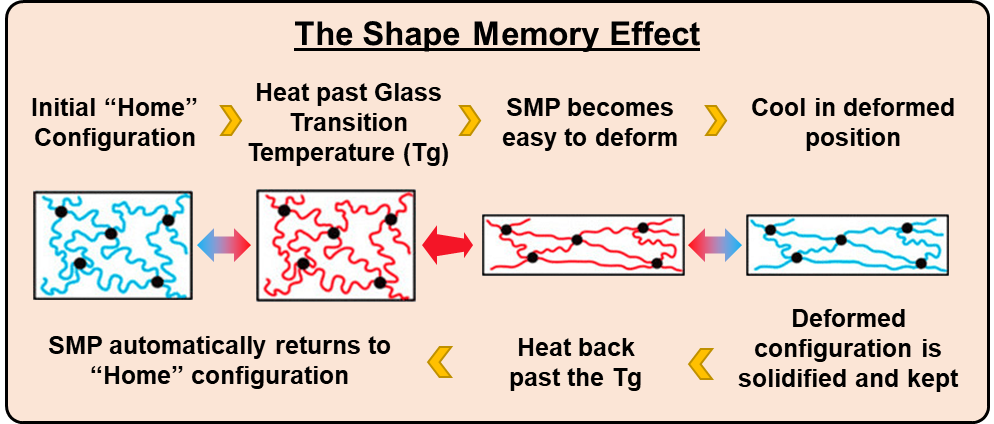 The Shape Memory Effect
Initial “Home”
Configuration
Heat past Glass
Transition
Temperature (Tg)
SMP becomes
easy to deform
Cool in deformed
position
Deformed
configuration is
solidified and kept
Heat back
past the Tg
SMP automatically returns to
“Home” configuration